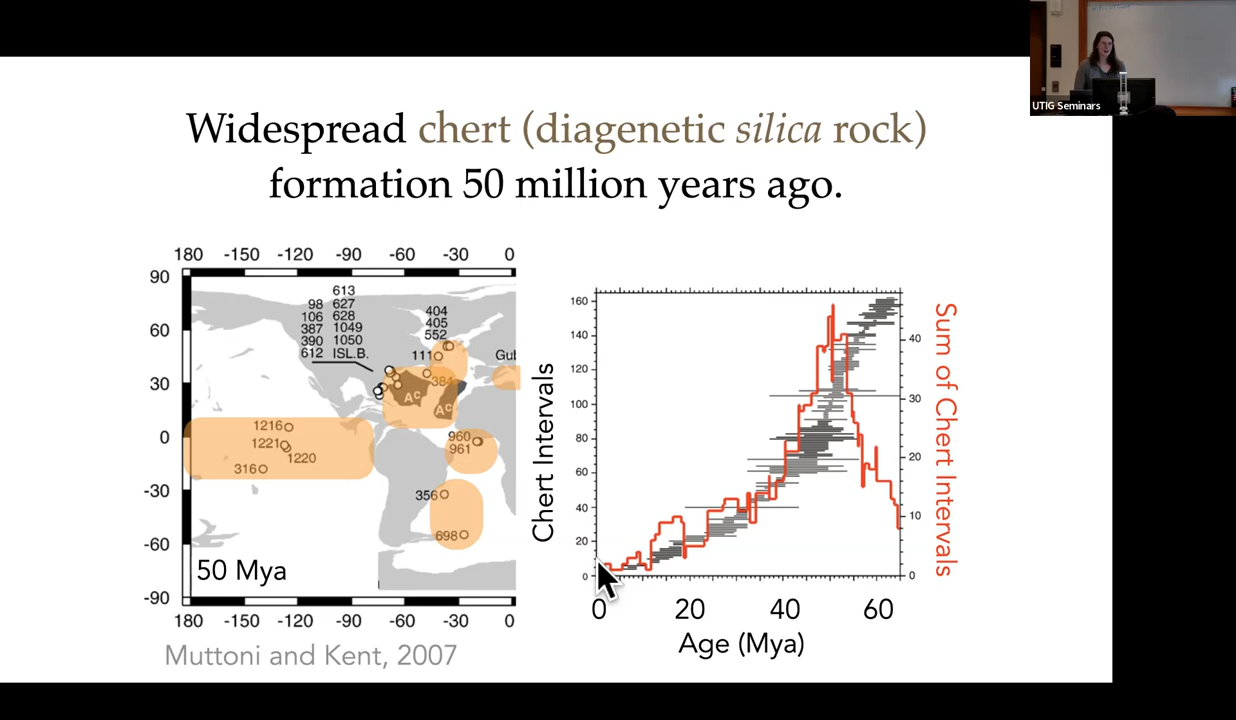 UTIG Seminars
Widespread chert (diagenetic silica rock)
formation 50 million years ago.
180 -150 -120 -90 -60 -30 0
90
60
30
0
-30
-60
-90
613
98 627
106 628
387 1049
390 1050
612 ISL.B.
404
405
552
111
384
Gub
AC
AC
1216
1221
1220
316
960
961
356
698
50 Mya
180 -150 -120 -90 -60 -30 0
Muttoni and Kent, 2007
Chert Intervals
160
140
120
100
80
60
40
20
0
40
30
20
10
0
Sum of Chert Intervals
0 20 40 60
Age (Mya)